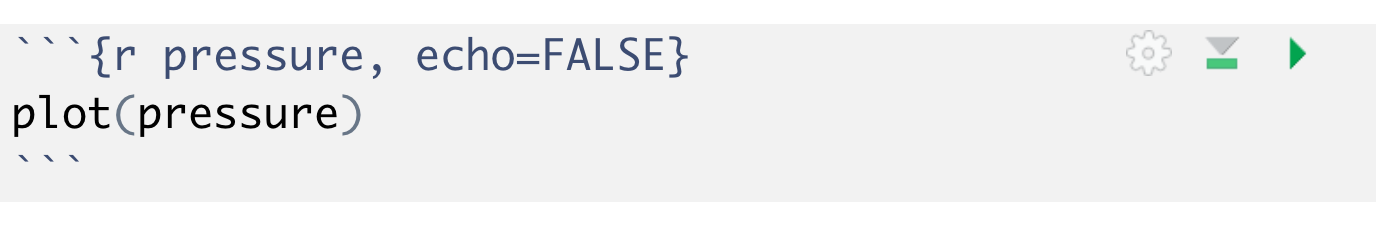 ```{r pressure, echo=FALSE}
plot(pressure)
```